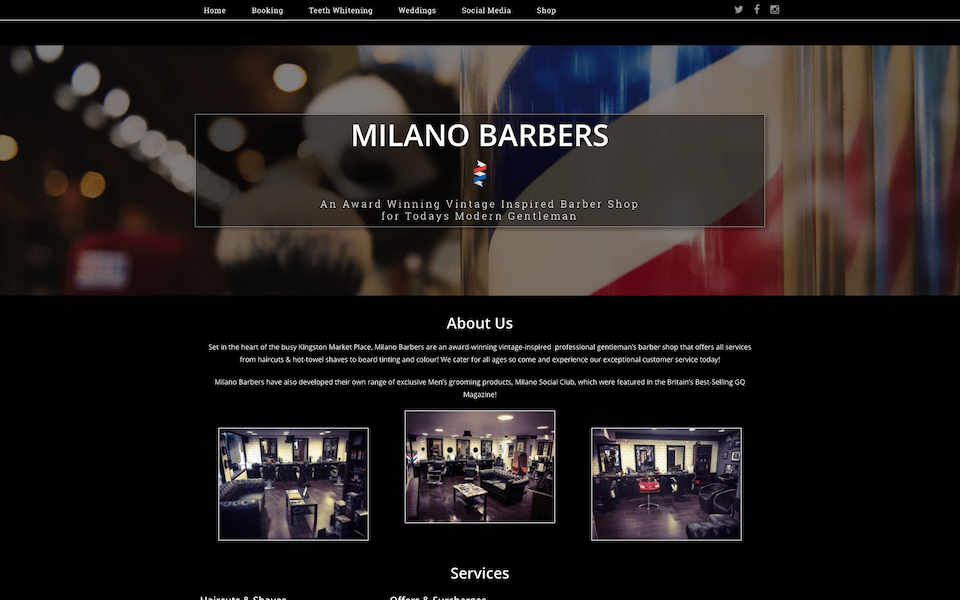 Home Booking Teeth Whitening Weddings Social Media Shop
MILANO BARBERS
An Award Winning Vintage Inspired Barber Shop
for Todays Modern Gentleman
About Us
Set in the heart of the busy Kingston Market Place, Milano Barbers are an award-winning vintage-inspired professional gentleman's barber shop that offers all services
from haircuts & hot-towel shaves to beard tinting and colour! We cater for all ages so come and experience our exceptional customer service today!
Milano Barbers have also developed their own range of exclusive Men's grooming products, Milano Social Club, which were featured in the Britain's Best-Selling GQ
Magazine!
Services
Haircuts & Shaves Offers & Surcharges